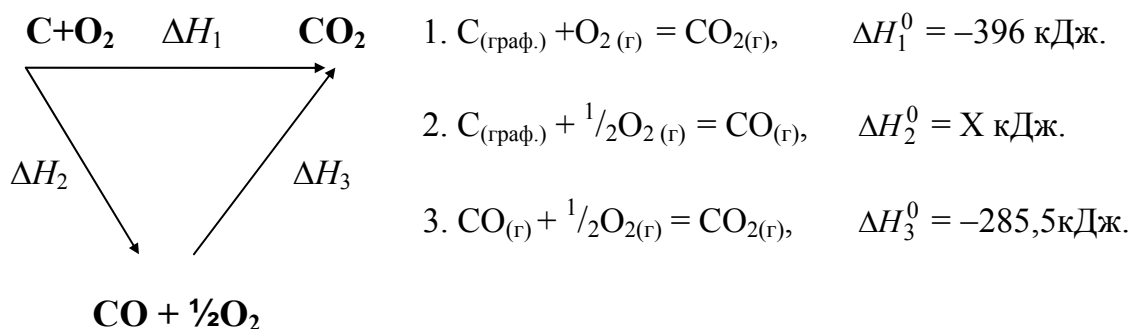 C+O₂ ΔH₁ CO₂ 1. C(граф.) +O₂ (г) = CO₂(г), ΔH₁⁰ = –396 кДж.
2. C(граф.) + ¹/₂O₂ (г) = CO(г), ΔH₂⁰ = X кДж.
ΔH₂ ΔH₃
3. CO(г) + ¹/₂O₂(г) = CO₂(г), ΔH₃⁰ = –285,5кДж.
CO + ½O₂